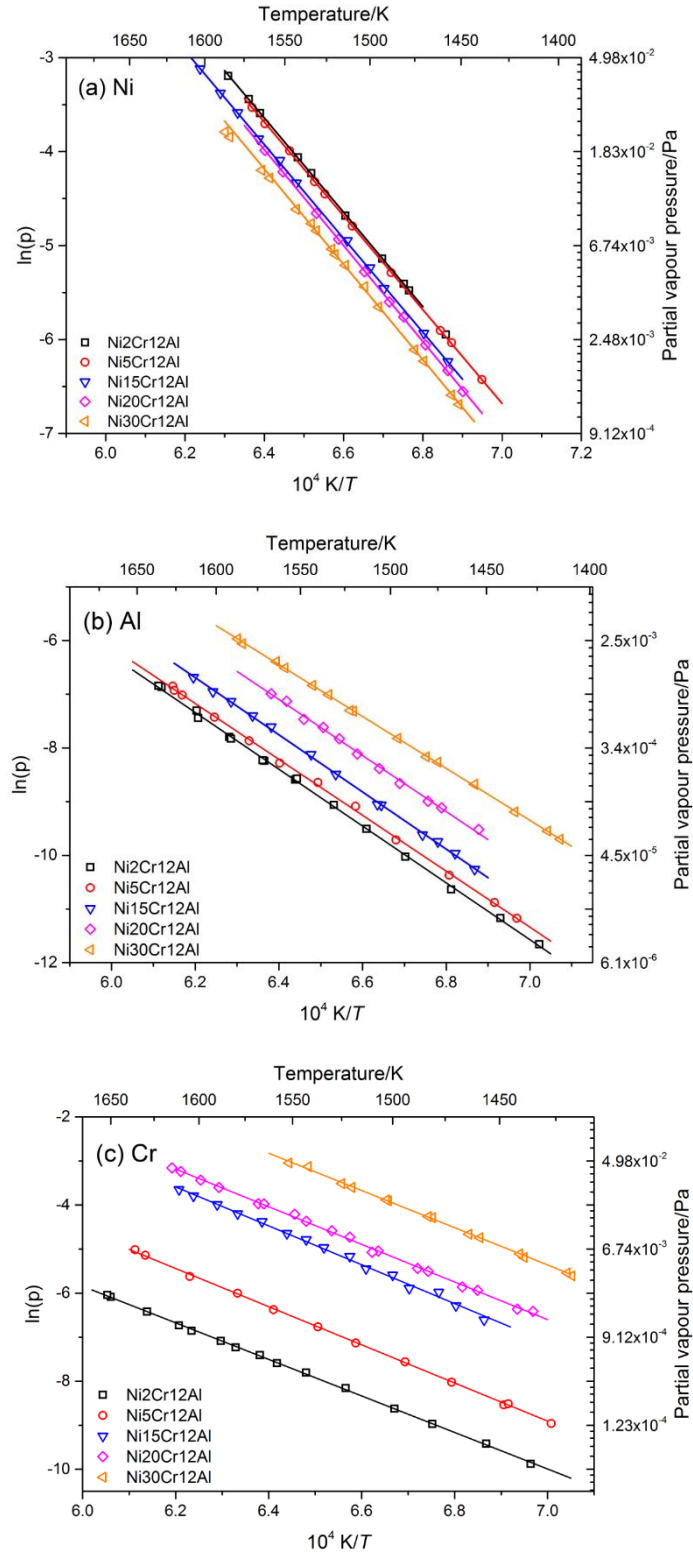 Temperature/K
1650 1600 1550 1500 1450 1400
(a) Ni
-3
-4
-5
-6
-7
ln(p)
4.98x10⁻²
1.83x10⁻²
6.74x10⁻³
2.48x10⁻³
9.12x10⁻⁴
Partial vapour pressure/Pa
Ni2Cr12Al
Ni5Cr12Al
Ni15Cr12Al
Ni20Cr12Al
Ni30Cr12Al
6.0 6.2 6.4 6.6 6.8 7.0 7.2
10⁴ K/T
Temperature/K
1650 1600 1550 1500 1450 1400
(b) Al
-6
-8
-10
-12
ln(p)
2.5x10⁻³
3.4x10⁻⁴
4.5x10⁻⁵
6.1x10⁻⁶
Partial vapour pressure/Pa
Ni2Cr12Al
Ni5Cr12Al
Ni15Cr12Al
Ni20Cr12Al
Ni30Cr12Al
6.0 6.2 6.4 6.6 6.8 7.0
10⁴ K/T
Temperature/K
1650 1600 1550 1500 1450
(c) Cr
-2
-4
-6
-8
-10
ln(p)
4.98x10⁻²
6.74x10⁻³
9.12x10⁻⁴
1.23x10⁻⁴
Partial vapour pressure/Pa
Ni2Cr12Al
Ni5Cr12Al
Ni15Cr12Al
Ni20Cr12Al
Ni30Cr12Al
6.0 6.2 6.4 6.6 6.8 7.0
10⁴ K/T